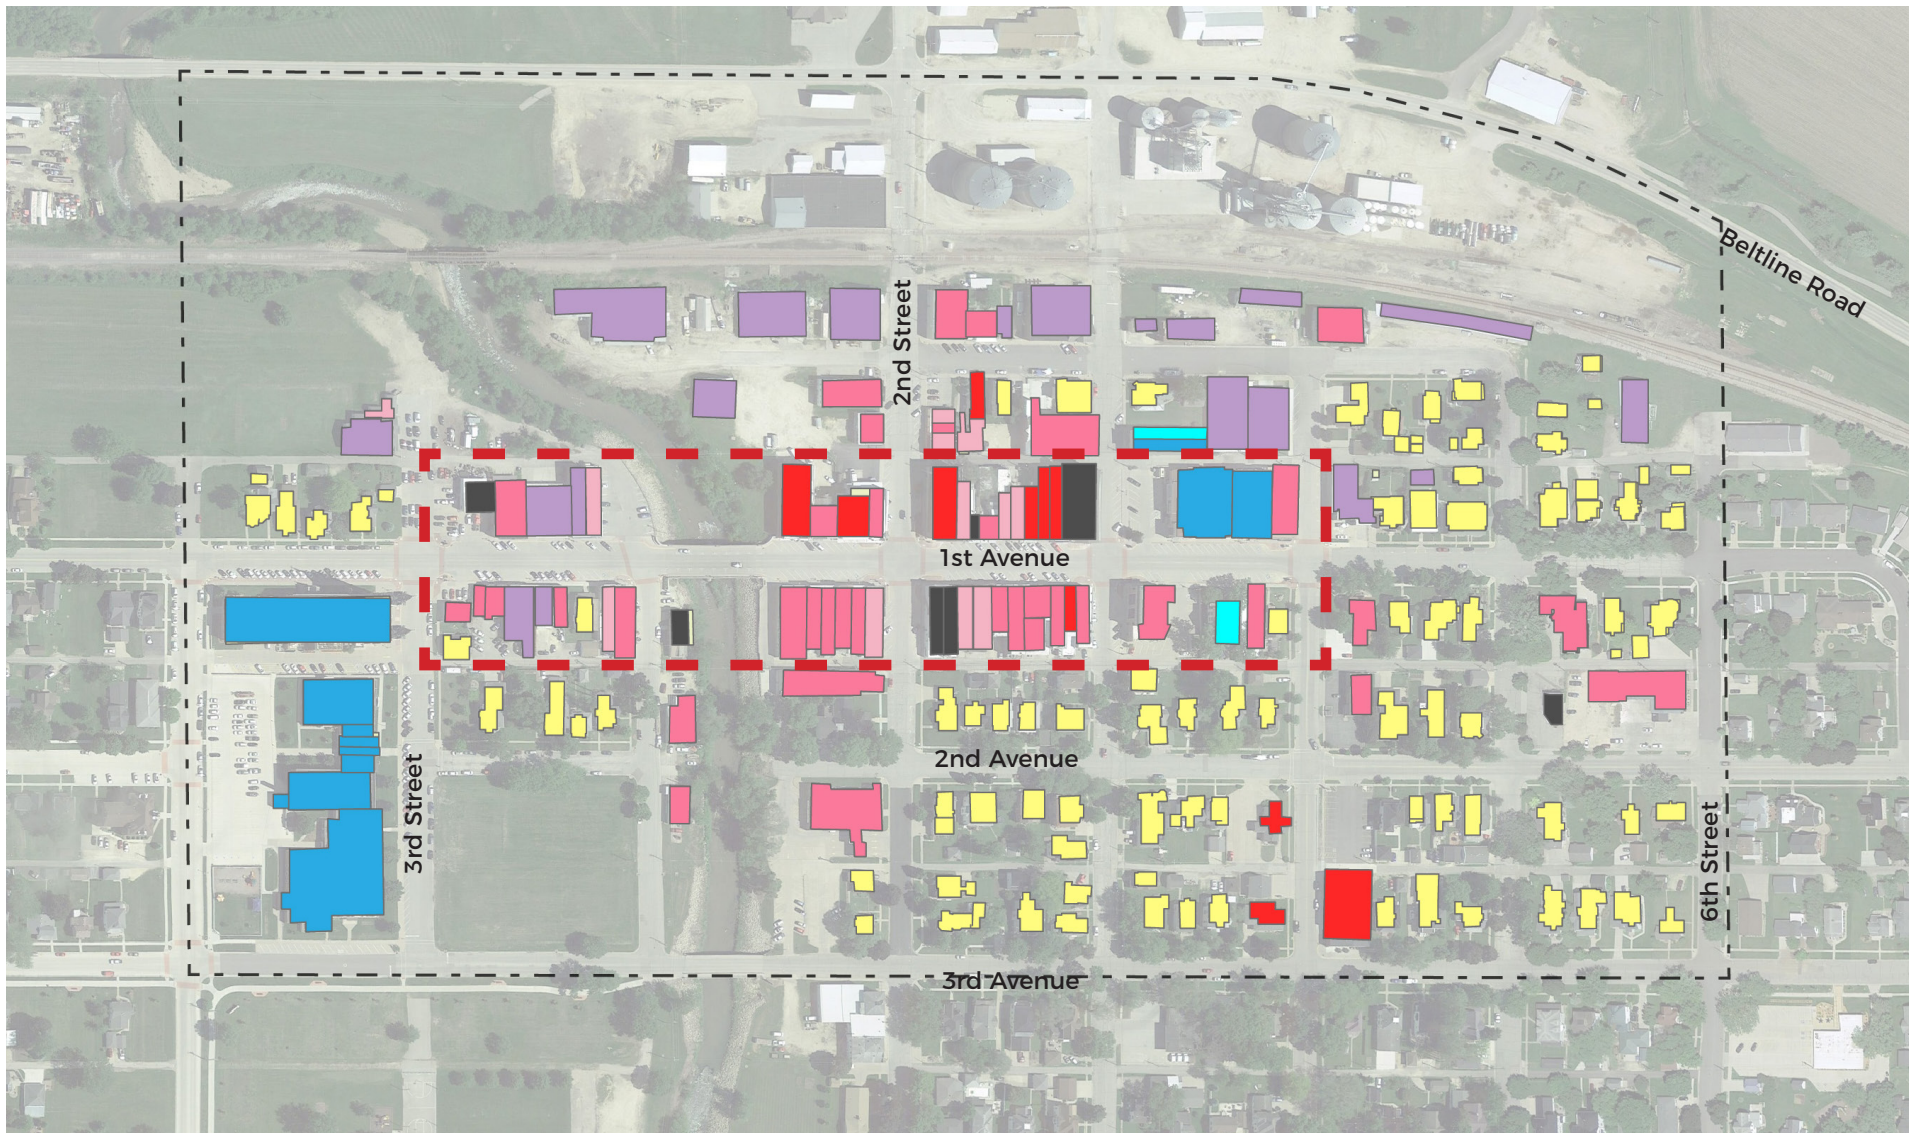 Beltline Road
2nd Street
1st Avenue
2nd Avenue
3rd Street
6th Street
3rd Avenue